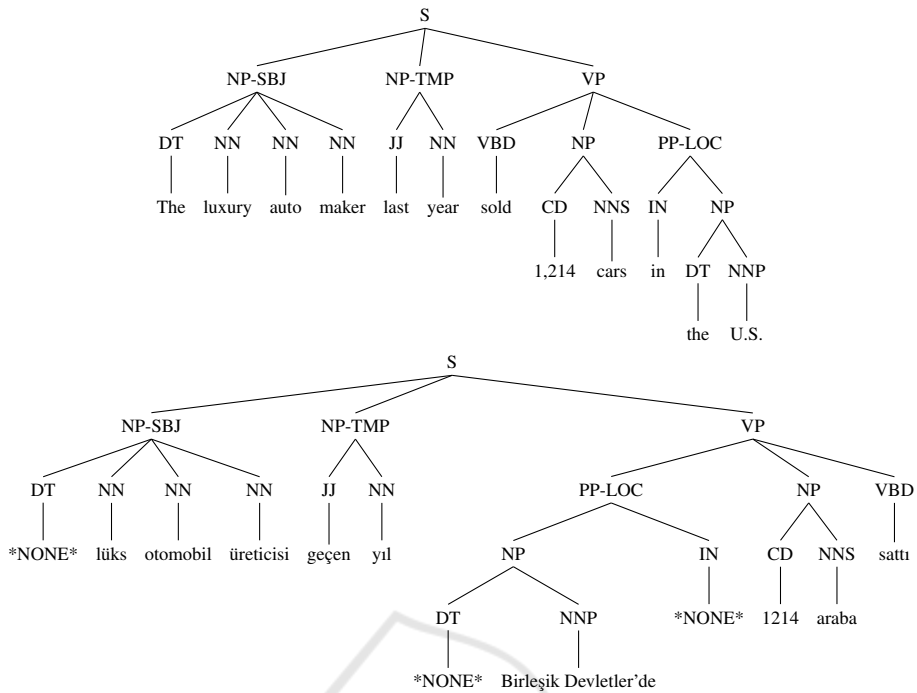 S
NP-SBJ NP-TMP VP
DT NN NN NN JJ NN VBD NP PP-LOC
The luxury auto maker last year sold CD NNS IN NP
1,214 cars in DT NNP
the U.S.
S
NP-SBJ NP-TMP VP
DT NN NN NN JJ NN PP-LOC NP VBD
*NONE* lüks otomobil üreticisi geçen yıl NP IN CD NNS sattı
DT NNP *NONE* 1214 araba
*NONE* Birleşik Devletler'de